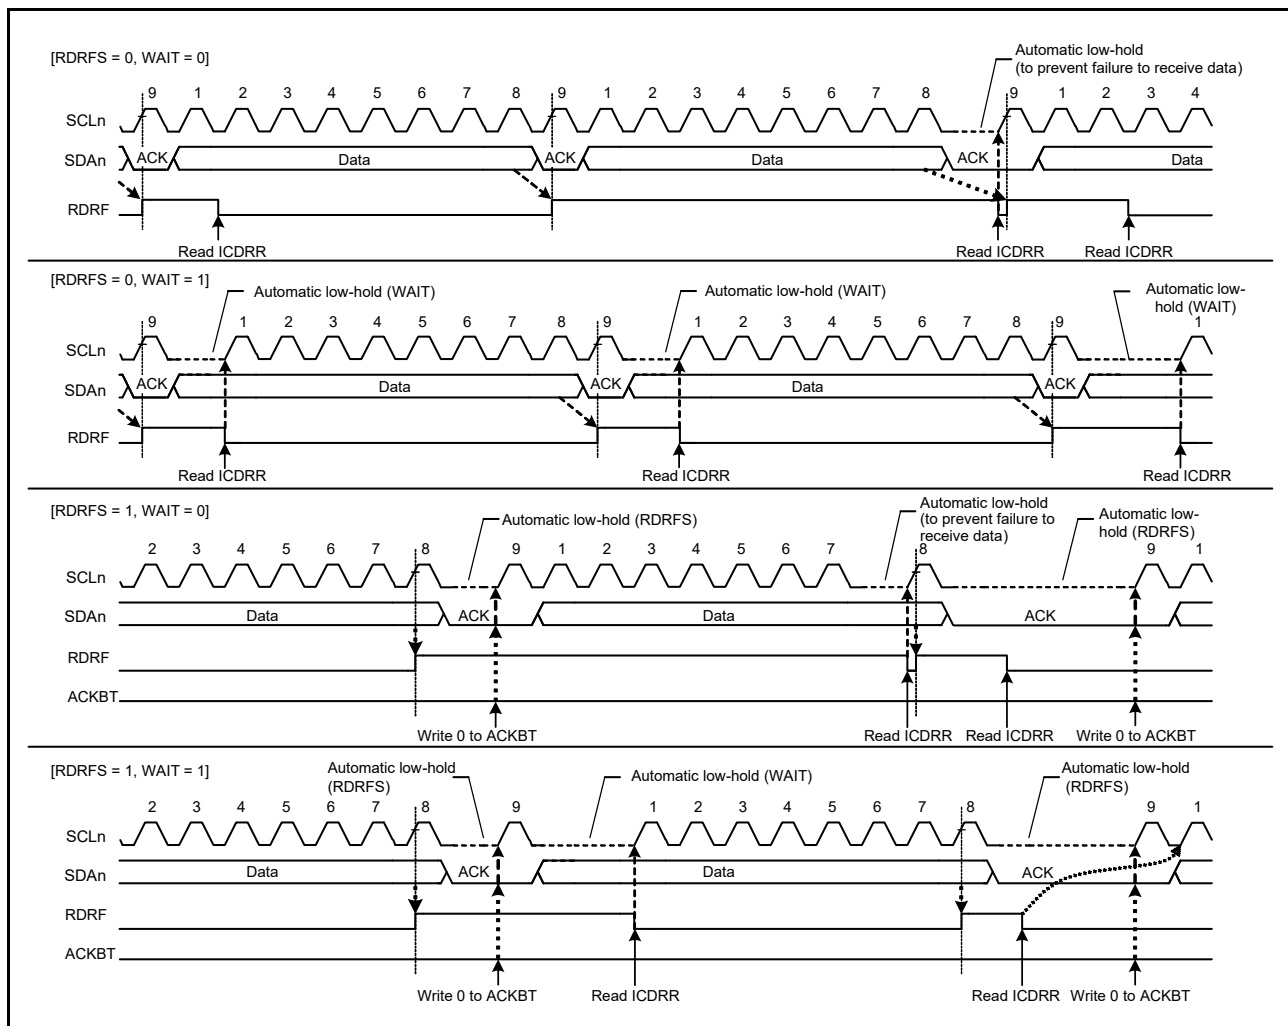 [RDRFS = 0, WAIT = 0]
Automatic low-hold
(to prevent failure to receive data)
9 1 2 3 4 5 6 7 8 9 1 2 3 4 5 6 7 8 9 1 2 3 4
SCLn
SDAn
ACK Data ACK Data ACK Data
RDRF
Read ICDRR Read ICDRR Read ICDRR
[RDRFS = 0, WAIT = 1]
Automatic low-hold (WAIT) Automatic low-hold (WAIT) Automatic low-
hold (WAIT)
9 1 2 3 4 5 6 7 8 9 1 2 3 4 5 6 7 8 9 1
SCLn
SDAn
ACK Data ACK Data ACK
RDRF
Read ICDRR Read ICDRR Read ICDRR
[RDRFS = 1, WAIT = 0]
Automatic low-hold (RDRFS)
Automatic low-hold
(to prevent failure to
receive data)
Automatic low-
hold (RDRFS)
2 3 4 5 6 7 8 9 1 2 3 4 5 6 7 8 9 1
SCLn
SDAn
Data ACK Data ACK
RDRF
ACKBT
Write 0 to ACKBT Read ICDRR Read ICDRR Write 0 to ACKBT
[RDRFS = 1, WAIT = 1]
Automatic low-hold
(RDRFS)
Automatic low-hold (WAIT)
Automatic low-hold
(RDRFS)
2 3 4 5 6 7 8 9 1 2 3 4 5 6 7 8 9 1
SCLn
SDAn
Data ACK Data ACK
RDRF
ACKBT
Write 0 to ACKBT Read ICDRR Read ICDRR Write 0 to ACKBT